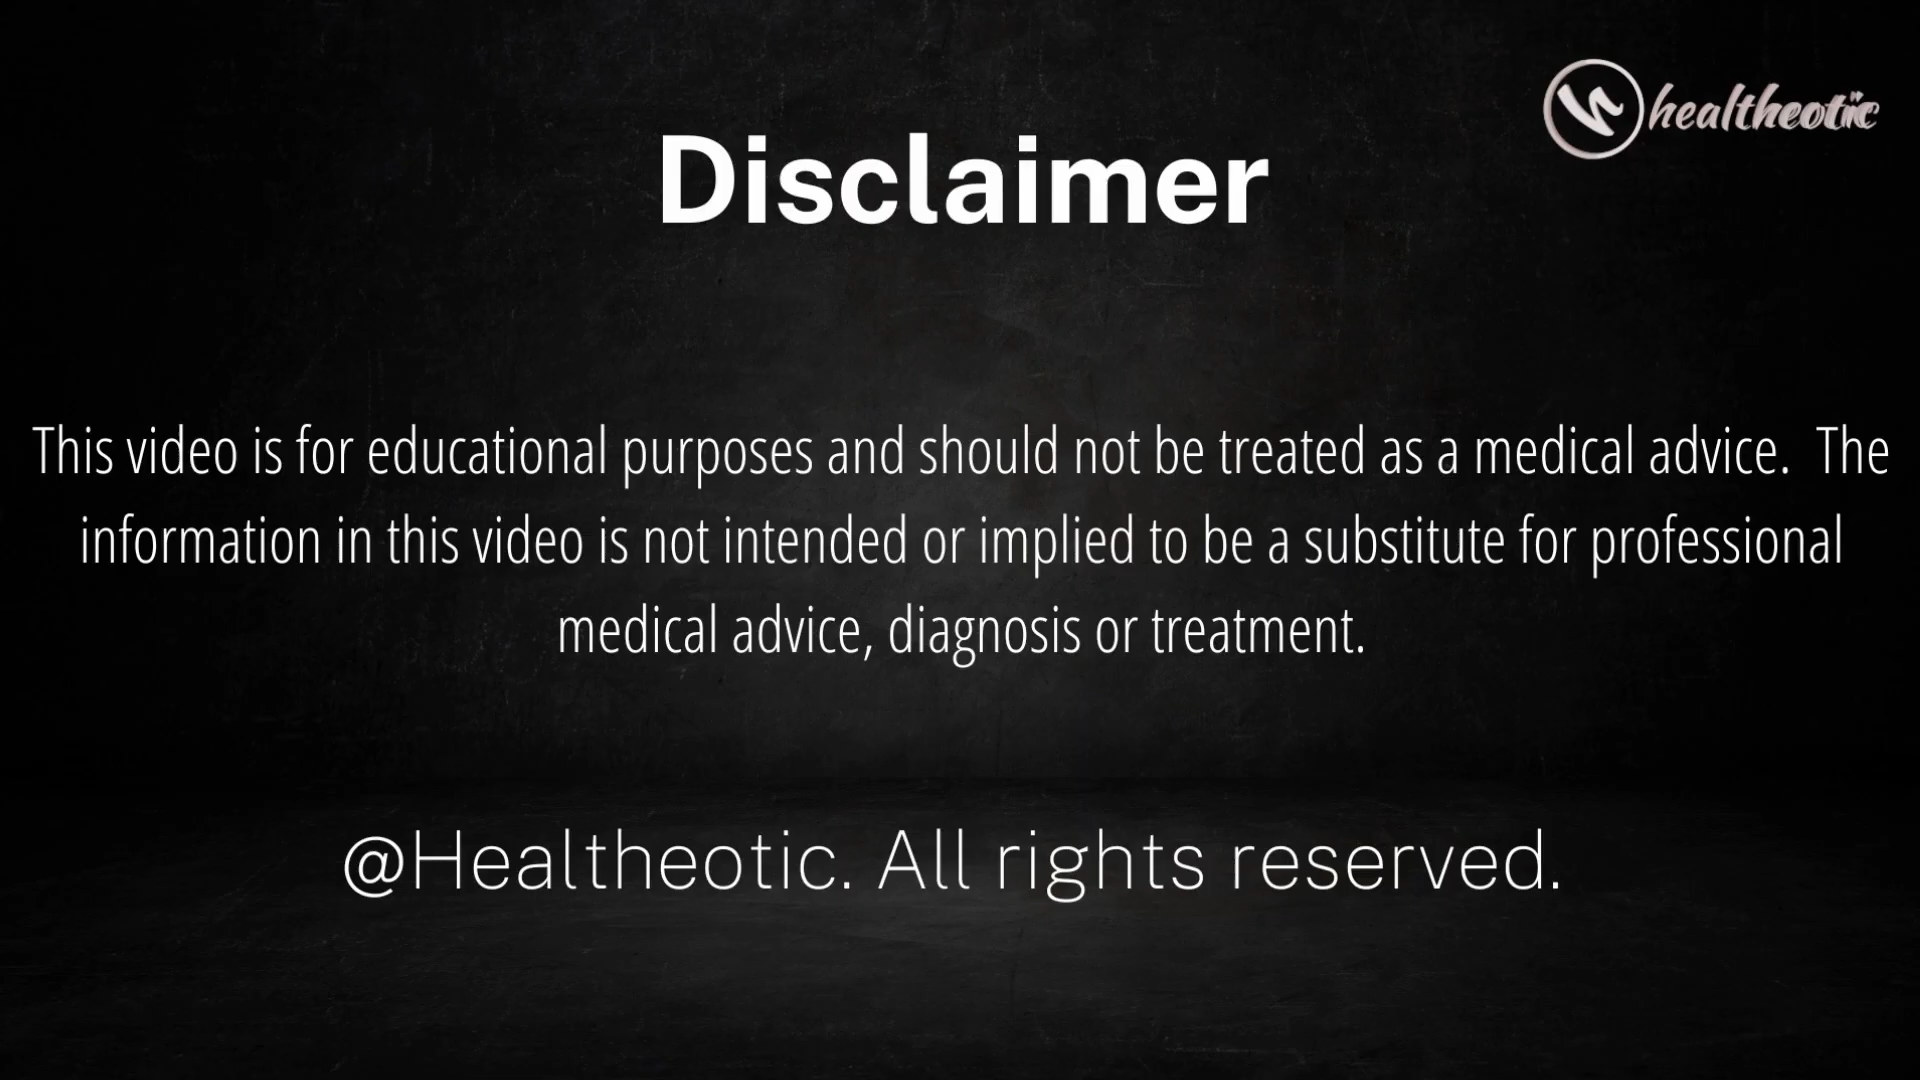 healtheotic
Disclaimer
This video is for educational purposes and should not be treated as a medical advice.  The
information in this video is not intended or implied to be a substitute for professional
medical advice, diagnosis or treatment.
@Healtheotic. All rights reserved.